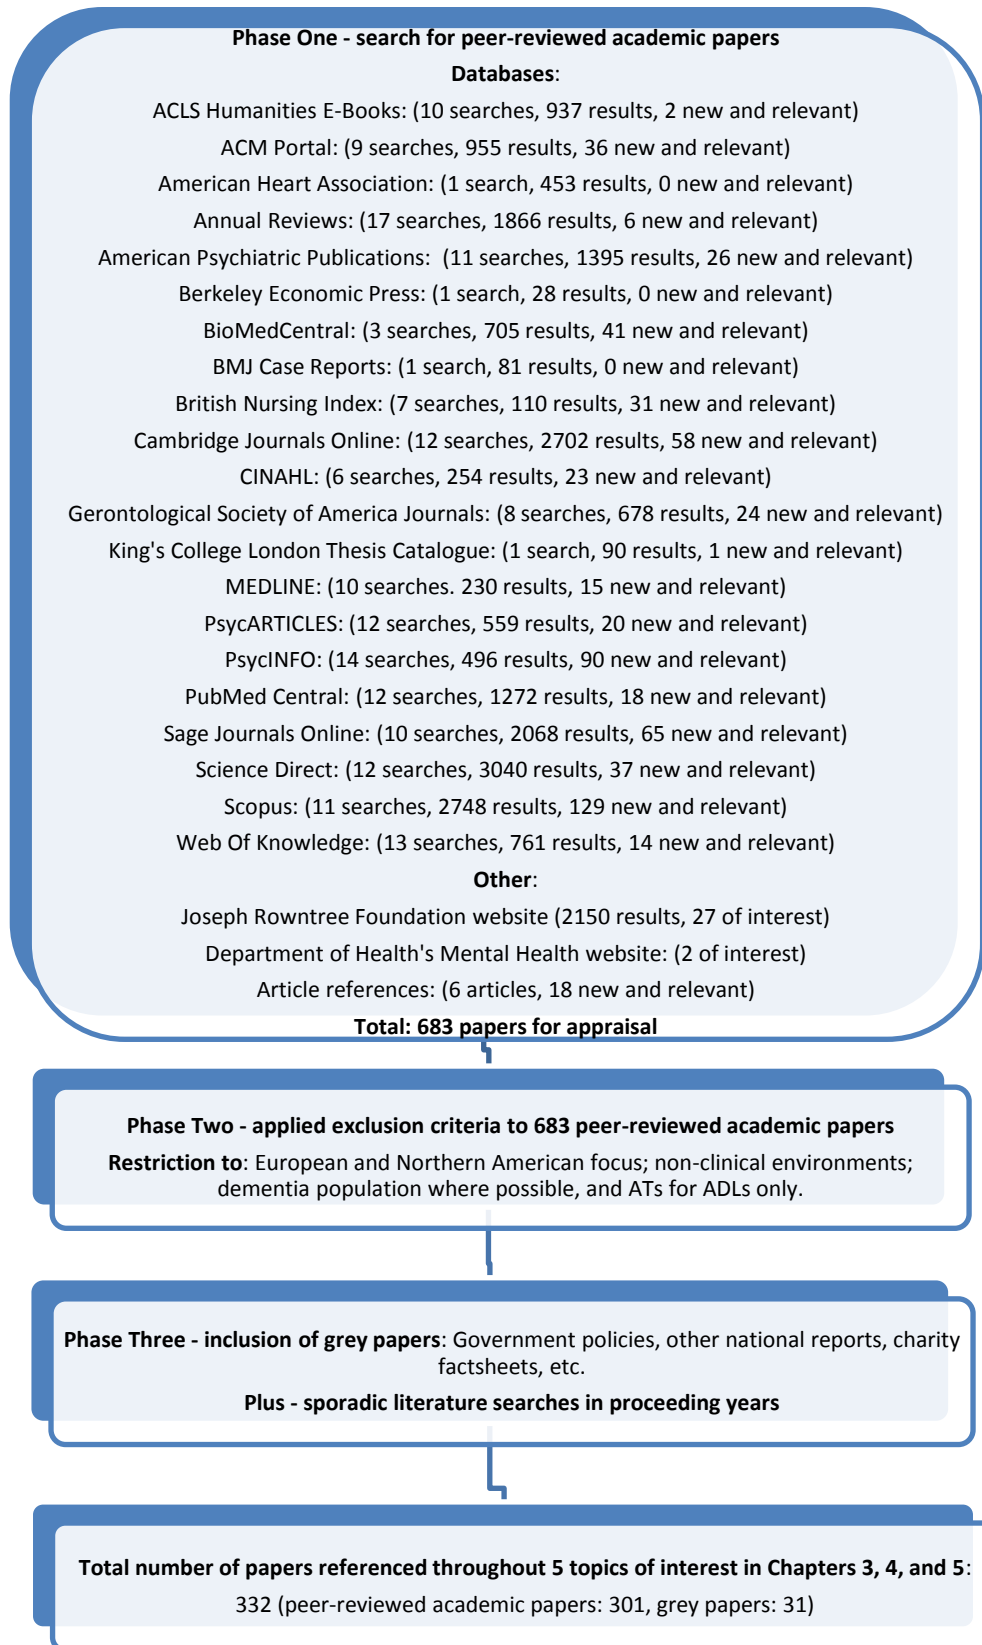 Phase One - search for peer-reviewed academic papers
Databases:
ACLS Humanities E-Books: (10 searches, 937 results, 2 new and relevant)
ACM Portal: (9 searches, 955 results, 36 new and relevant)
American Heart Association: (1 search, 453 results, 0 new and relevant)
Annual Reviews: (17 searches, 1866 results, 6 new and relevant)
American Psychiatric Publications:  (11 searches, 1395 results, 26 new and relevant)
Berkeley Economic Press: (1 search, 28 results, 0 new and relevant)
BioMedCentral: (3 searches, 705 results, 41 new and relevant)
BMJ Case Reports: (1 search, 81 results, 0 new and relevant)
British Nursing Index: (7 searches, 110 results, 31 new and relevant)
Cambridge Journals Online: (12 searches, 2702 results, 58 new and relevant)
CINAHL: (6 searches, 254 results, 23 new and relevant)
Gerontological Society of America Journals: (8 searches, 678 results, 24 new and relevant)
King's College London Thesis Catalogue: (1 search, 90 results, 1 new and relevant)
MEDLINE: (10 searches. 230 results, 15 new and relevant)
PsycARTICLES: (12 searches, 559 results, 20 new and relevant)
PsycINFO: (14 searches, 496 results, 90 new and relevant)
PubMed Central: (12 searches, 1272 results, 18 new and relevant)
Sage Journals Online: (10 searches, 2068 results, 65 new and relevant)
Science Direct: (12 searches, 3040 results, 37 new and relevant)
Scopus: (11 searches, 2748 results, 129 new and relevant)
Web Of Knowledge: (13 searches, 761 results, 14 new and relevant)
Other:
Joseph Rowntree Foundation website (2150 results, 27 of interest)
Department of Health's Mental Health website: (2 of interest)
Article references: (6 articles, 18 new and relevant)
Total: 683 papers for appraisal
Phase Two - applied exclusion criteria to 683 peer-reviewed academic papers
Restriction to: European and Northern American focus; non-clinical environments;
dementia population where possible, and ATs for ADLs only.
Phase Three - inclusion of grey papers: Government policies, other national reports, charity
factsheets, etc.
Plus - sporadic literature searches in proceeding years
Total number of papers referenced throughout 5 topics of interest in Chapters 3, 4, and 5:
332 (peer-reviewed academic papers: 301, grey papers: 31)